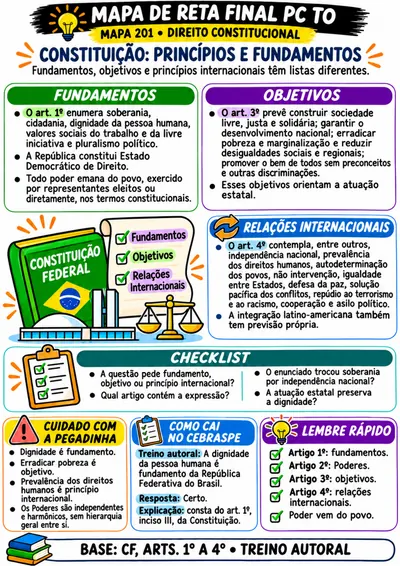 MAPA DE RETA FINAL PC TO
MAPA 201 • DIREITO CONSTITUCIONAL
CONSTITUIÇÃO: PRINCÍPIOS E FUNDAMENTOS
Fundamentos, objetivos e princípios internacionais têm listas diferentes.
FUNDAMENTOS
• O art. 1º enumera soberania,
cidadania, dignidade da pessoa humana,
valores sociais do trabalho e da livre
iniciativa e pluralismo político.
• A República constitui Estado
Democrático de Direito.
• Todo poder emana do povo, exercido
por representantes eleitos ou
diretamente, nos termos constitucionais.
OBJETIVOS
• O art. 3º prevê construir sociedade
livre, justa e solidária; garantir o
desenvolvimento nacional; erradicar
pobreza e marginalização e reduzir
desigualdades sociais e regionais;
promover o bem de todos sem preconceitos
e outras discriminações.
• Esses objetivos orientam a atuação
estatal.
CONSTITUIÇÃO
FEDERAL
Fundamentos
Objetivos
Relações
Internacionais
RELAÇÕES INTERNACIONAIS
• O art. 4º contempla, entre outros,
independência nacional, prevalência
dos direitos humanos, autodeterminação
dos povos, não intervenção, igualdade
entre Estados, defesa da paz, solução
pacífica dos conflitos, repúdio ao terrorismo
e ao racismo, cooperação e asilo político.
• A integração latino-americana também
tem previsão própria.
CHECKLIST
• A questão pede fundamento,
objetivo ou princípio internacional?
• Qual artigo contém a expressão?
• O enunciado trocou soberania
por independência nacional?
• A atuação estatal preserva
a dignidade?
CUIDADO COM
A PEGADINHA
• Dignidade é fundamento.
• Erradicar pobreza é
objetivo.
• Prevalência dos direitos
humanos é princípio
internacional.
• Os Poderes são independentes
e harmônicos, sem hierarquia
geral entre si.
COMO CAI
NO CEBRASPE
Treino autoral: A dignidade
da pessoa humana é
fundamento da República
Federativa do Brasil.
Resposta: Certo.
Explicação: consta do art. 1º,
inciso III, da Constituição.
LEMBRE RÁPIDO
Artigo 1º: fundamentos.
Artigo 2º: Poderes.
Artigo 3º: objetivos.
Artigo 4º: relações
internacionais.
Poder vem do povo.
BASE: CF, ARTS. 1º A 4º • TREINO AUTORAL